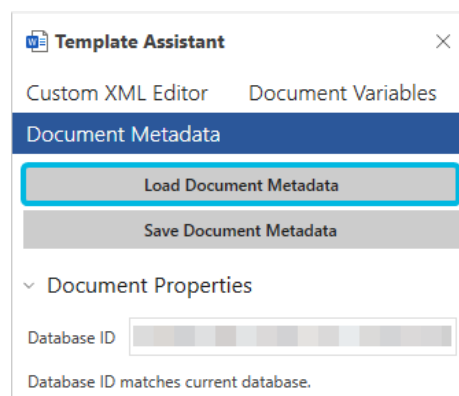 Template Assistant
Custom XML Editor Document Variables
Document Metadata
Load Document Metadata
Save Document Metadata
Document Properties
Database ID
Database ID matches current database.